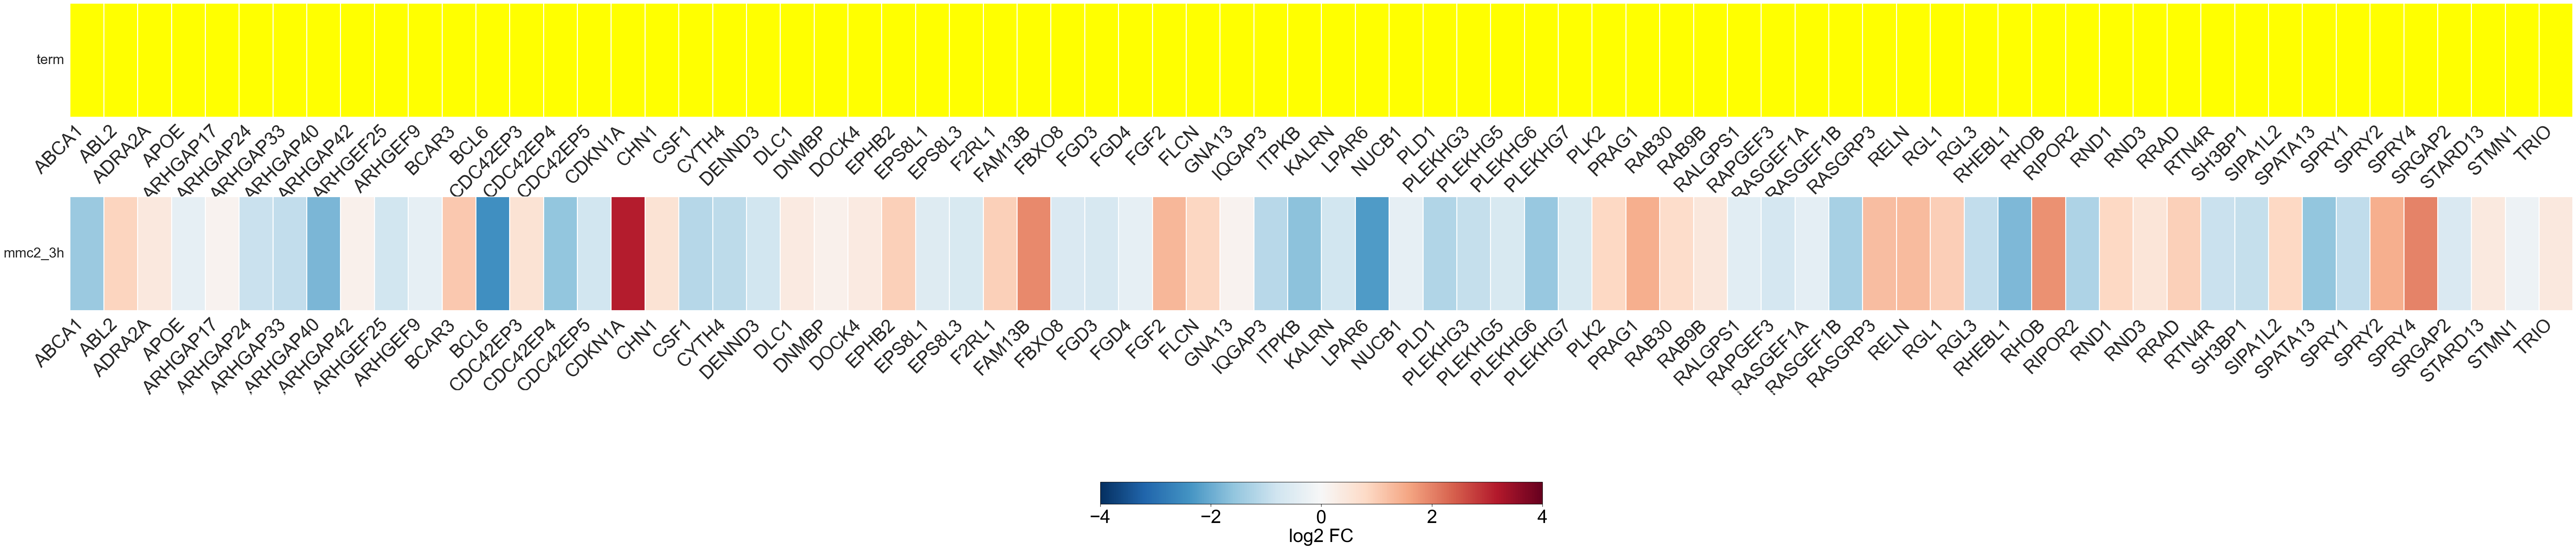 term
ABCA1 ABL2 ADRA2A APOE ARHGAP17 ARHGAP24 ARHGAP33 ARHGAP40 ARHGAP42 ARHGEF25 ARHGEF9 BCAR3 BCL6 CDC42EP3 CDC42EP4 CDC42EP5 CDKN1A CHN1 CSF1 CYTH4 DENND3 DLC1 DNMBP DOCK4 EPHB2 EPS8L1 EPS8L3 F2RL1 FAM13B FBXO8 FGD3 FGD4 FGF2 FLCN GNA13 IQGAP3 ITPKB KALRN LPAR6 NUCB1 PLD1 PLEKHG3 PLEKHG5 PLEKHG6 PLEKHG7 PLK2 PRAG1 RAB30 RAB9B RALGPS1 RAPGEF3 RASGEF1A RASGEF1B RASGRP3 RELN RGL1 RGL3 RHEBL1 RHOB RIPOR2 RND1 RND3 RRAD RTN4R SH3BP1 SIPA1L2 SPATA13 SPRY1 SPRY2 SPRY4 SRGAP2 STARD13 STMN1 TRIO
mmc2_3h
ABCA1 ABL2 ADRA2A APOE ARHGAP17 ARHGAP24 ARHGAP33 ARHGAP40 ARHGAP42 ARHGEF25 ARHGEF9 BCAR3 BCL6 CDC42EP3 CDC42EP4 CDC42EP5 CDKN1A CHN1 CSF1 CYTH4 DENND3 DLC1 DNMBP DOCK4 EPHB2 EPS8L1 EPS8L3 F2RL1 FAM13B FBXO8 FGD3 FGD4 FGF2 FLCN GNA13 IQGAP3 ITPKB KALRN LPAR6 NUCB1 PLD1 PLEKHG3 PLEKHG5 PLEKHG6 PLEKHG7 PLK2 PRAG1 RAB30 RAB9B RALGPS1 RAPGEF3 RASGEF1A RASGEF1B RASGRP3 RELN RGL1 RGL3 RHEBL1 RHOB RIPOR2 RND1 RND3 RRAD RTN4R SH3BP1 SIPA1L2 SPATA13 SPRY1 SPRY2 SPRY4 SRGAP2 STARD13 STMN1 TRIO
−4 −2 0 2 4
log2 FC